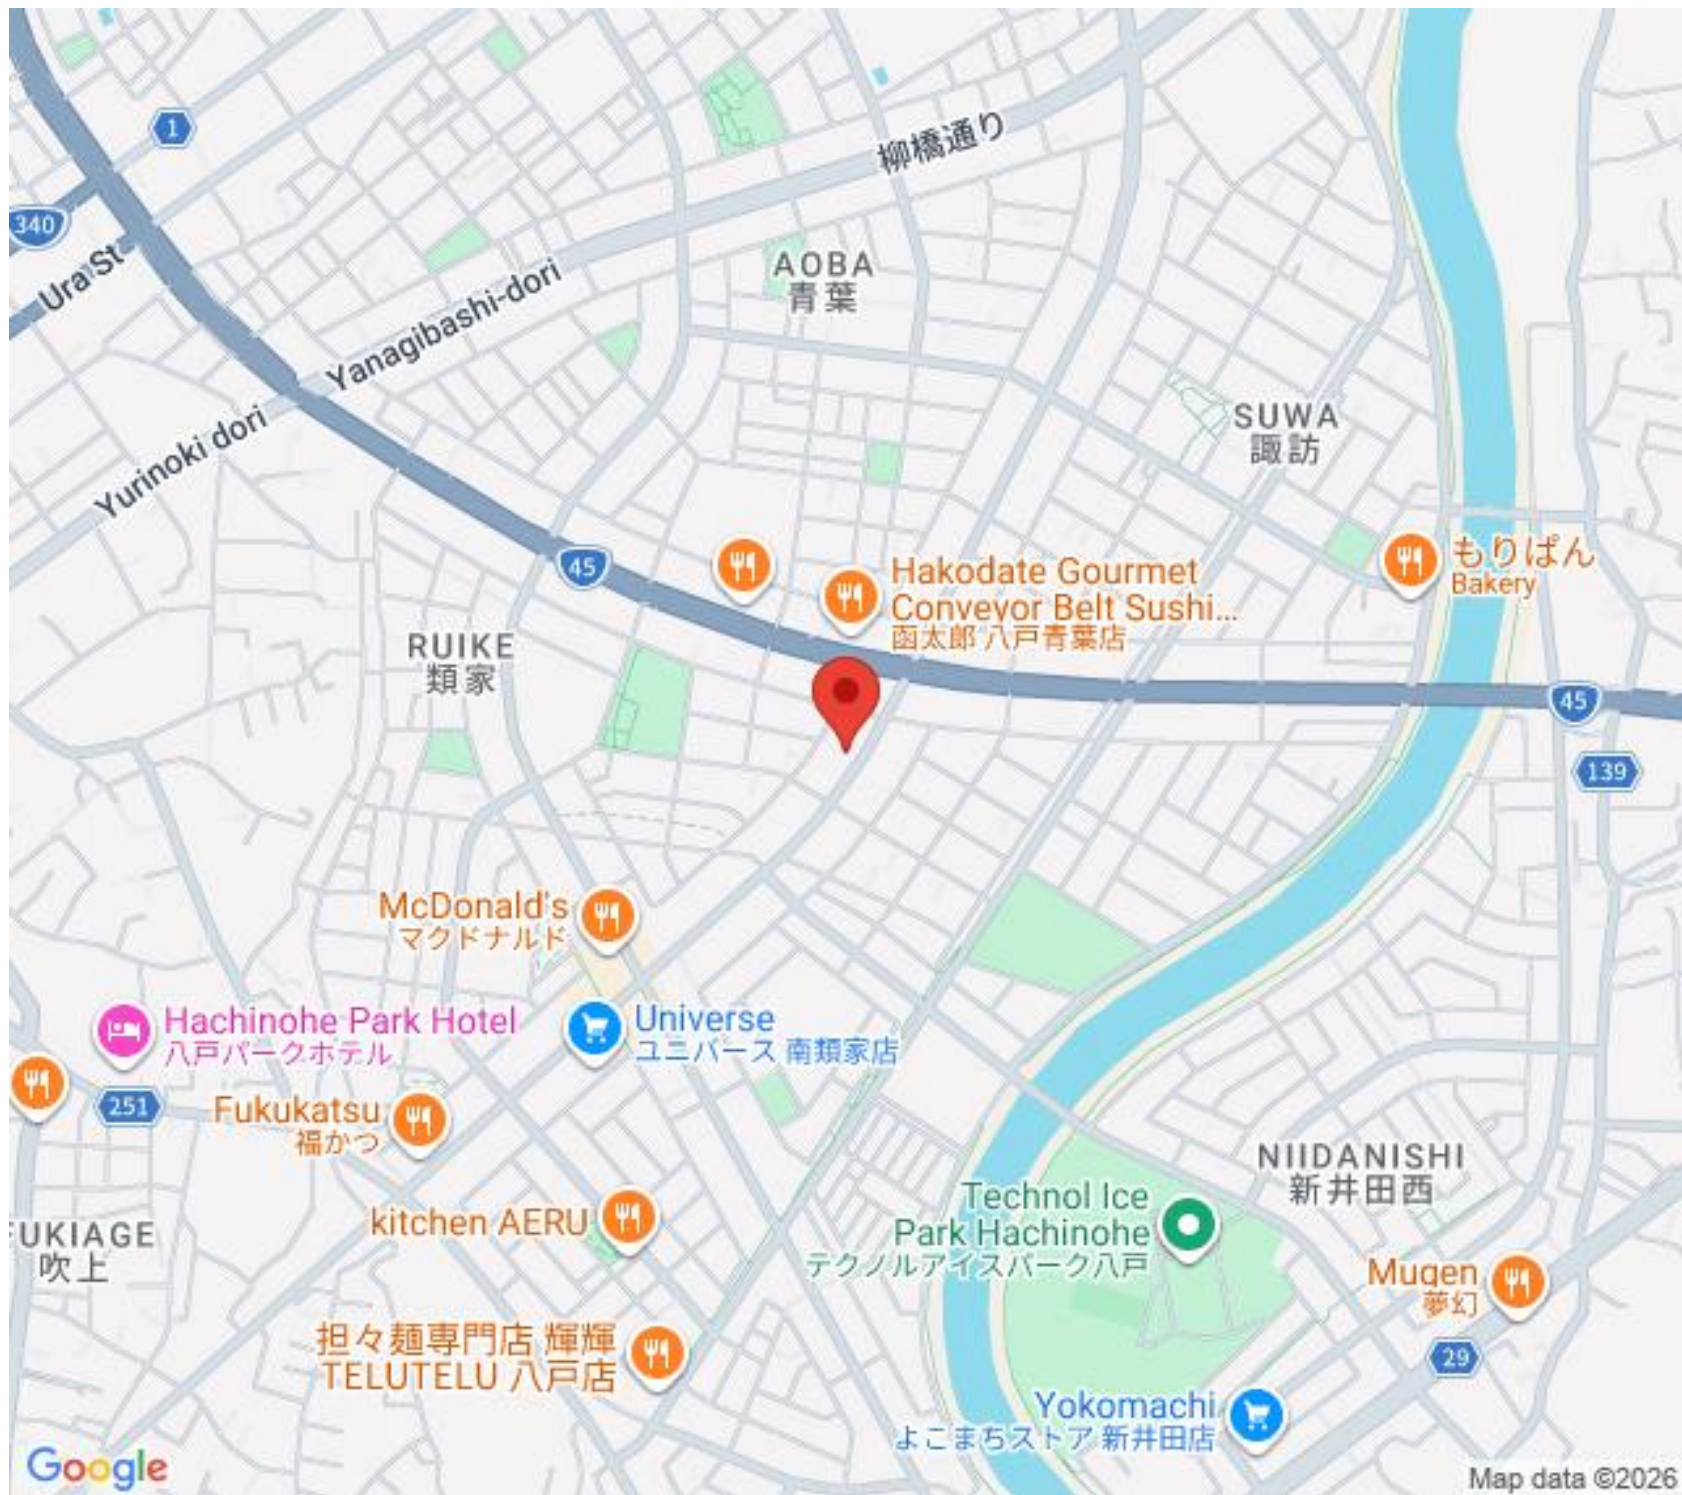 1
柳橋通り
340
Ura St
AOBA
青葉
Yanagibashi-dori
Yurinoki dori
SUWA
諏訪
もりぱん
Bakery
45
Hakodate Gourmet
Conveyor Belt Sushi...
函太郎 八戸青葉店
RUIKE
類家
45
139
McDonald's
マクドナルド
Hachinohe Park Hotel
八戸パークホテル
Universe
ユニバース 南類家店
251
Fukukatsu
福かつ
NIIDANISHI
新井田西
Technol Ice
Park Hachinohe
テクノルアイスパーク八戸
kitchen AERU
FUKIAGE
吹上
Mugen
夢幻
担々麺専門店 輝輝
TELUTELU 八戸店
29
Yokomachi
よこまちストア 新井田店
Google
Map data ©2026